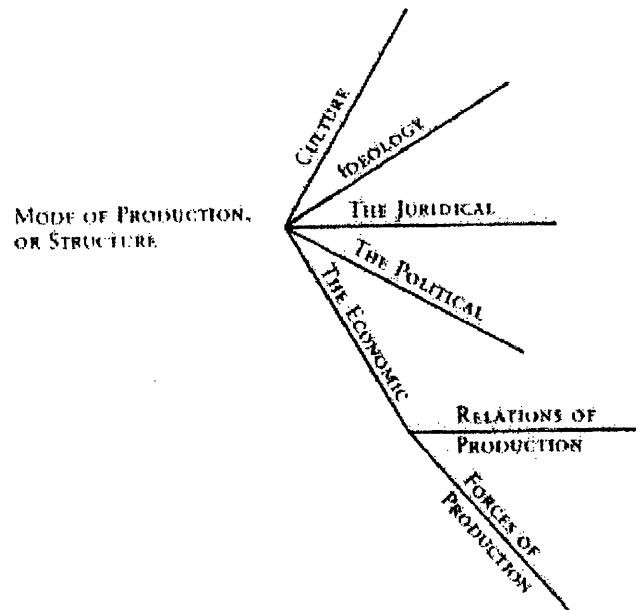 CULTURE
IDEOLOGY
MODE OF PRODUCTION,
OR STRUCTURE
THE JURIDICAL
THE POLITICAL
THE ECONOMIC
RELATIONS OF
PRODUCTION
FORCES OF
PRODUCTION